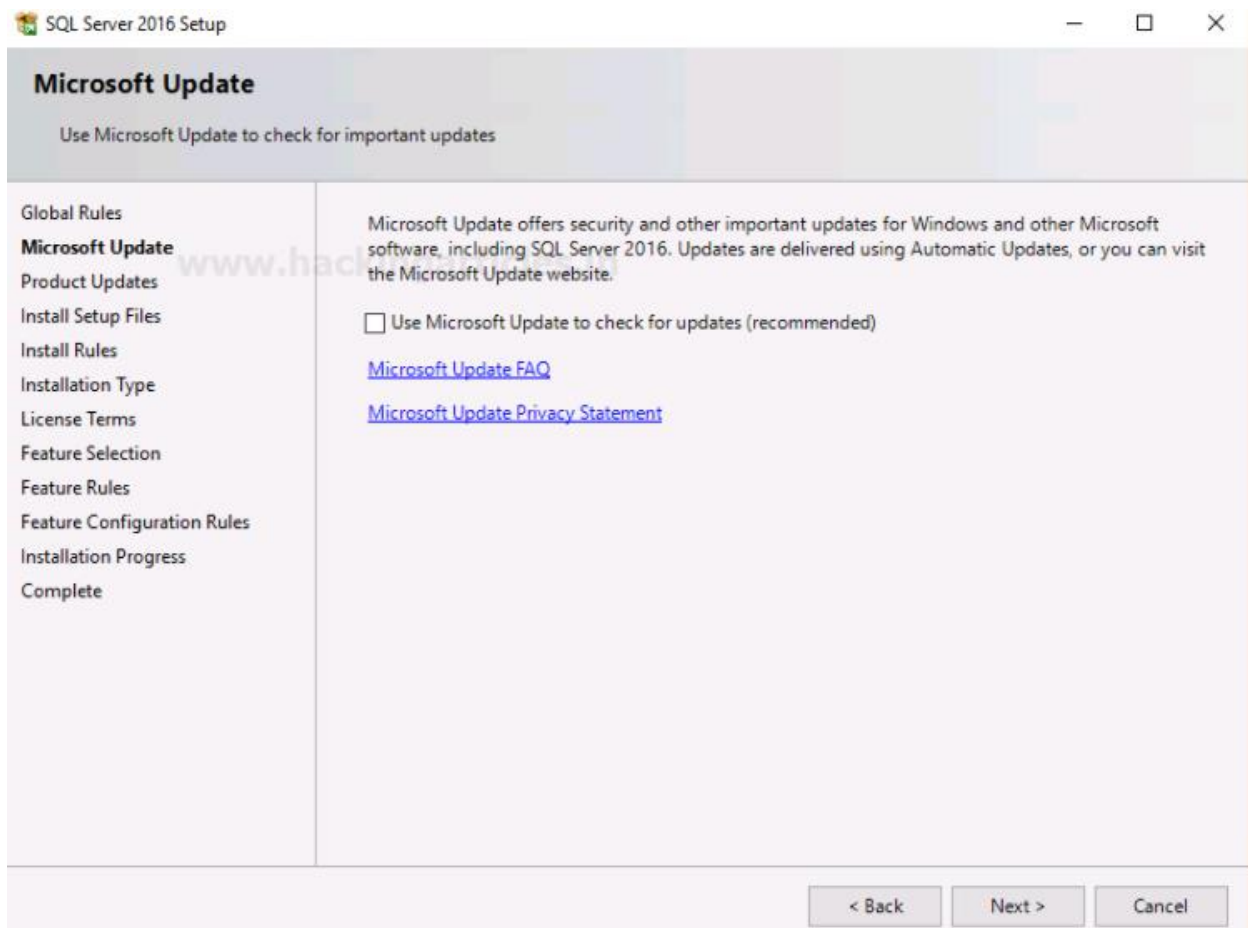 SQL Server 2016 Setup
Microsoft Update
Use Microsoft Update to check for important updates
Global Rules
Microsoft Update
Product Updates
Install Setup Files
Install Rules
Installation Type
License Terms
Feature Selection
Feature Rules
Feature Configuration Rules
Installation Progress
Complete
www.hackingarticles.in
Microsoft Update offers security and other important updates for Windows and other Microsoft
software, including SQL Server 2016. Updates are delivered using Automatic Updates, or you can visit
the Microsoft Update website.
Use Microsoft Update to check for updates (recommended)
Microsoft Update FAQ
Microsoft Update Privacy Statement
< Back
Next >
Cancel